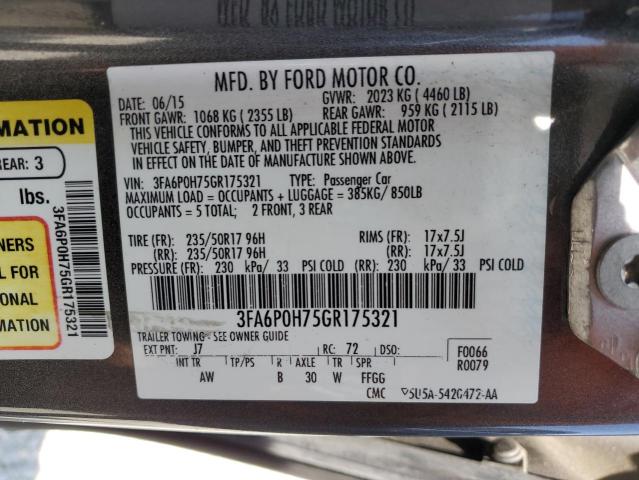 MFD. BY FORD MOTOR CO.
DATE: 06/15 GVWR: 2023 KG ( 4460 LB)
FRONT GAWR: 1068 KG ( 2355 LB) REAR GAWR: 959 KG ( 2115 LB)
THIS VEHICLE CONFORMS TO ALL APPLICABLE FEDERAL MOTOR
VEHICLE SAFETY, BUMPER, AND THEFT PREVENTION STANDARDS
IN EFFECT ON THE DATE OF MANUFACTURE SHOWN ABOVE.
VIN: 3FA6P0H75GR175321 TYPE: Passenger Car
MAXIMUM LOAD = OCCUPANTS + LUGGAGE = 385KG/ 850LB
OCCUPANTS = 5 TOTAL; 2 FRONT, 3 REAR
TIRE (FR): 235/50R17 96H RIMS (FR): 17x7.5J
(RR): 235/50R17 96H (RR): 17x7.5J
PRESSURE (FR): 230 kPa/ 33 PSI COLD (RR): 230 kPa/ 33 PSI COLD
3FA6P0H75GR175321
TRAILER TOWING- SEE OWNER GUIDE
EXT PNT: J7 RC: 72 DSO:
INT TR TP/PS R AXLE TR SPR
AW B 30 W FFGG
F0066
R0079
CMC 5U5A-5420472-AA
MATION
REAR: 3
lbs.
3FA6P0H75GR175321
NERS
L FOR
ONAL
MATION